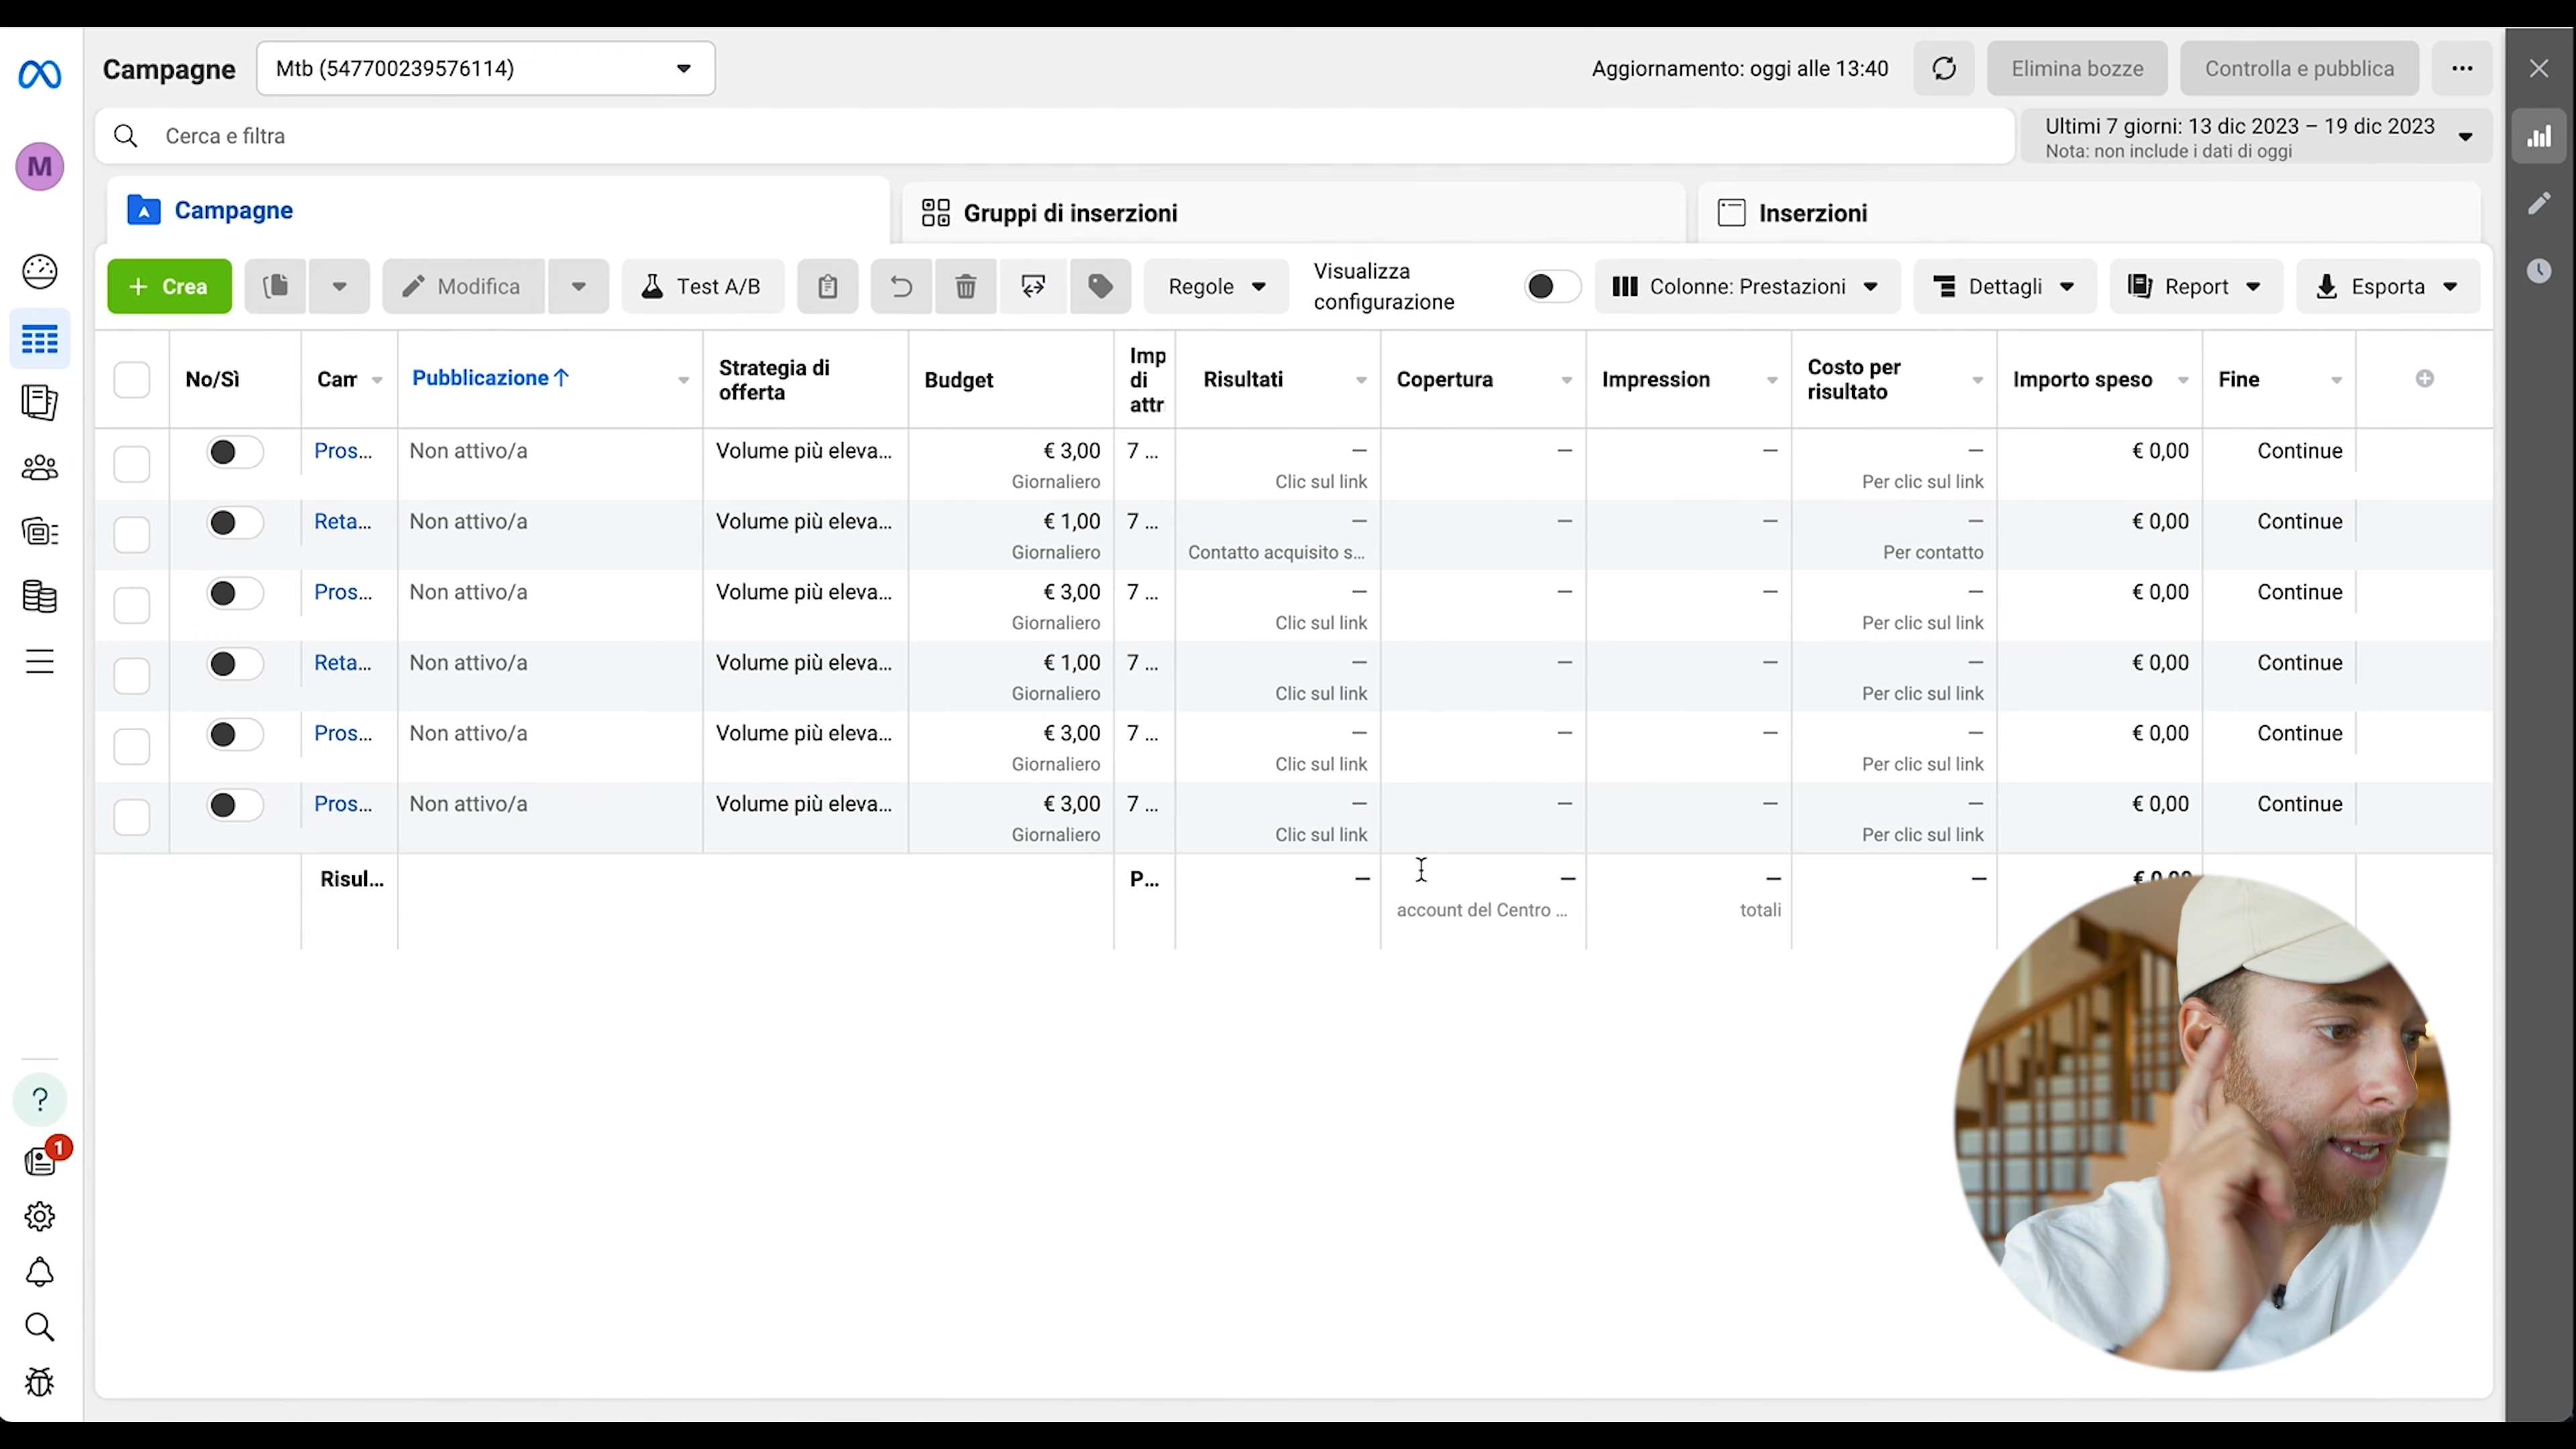 Campagne
Mtb (547700239576114)
Aggiornamento: oggi alle 13:40
Elimina bozze
Controlla e pubblica
Cerca e filtra
Ultimi 7 giorni: 13 dic 2023 – 19 dic 2023
Nota: non include i dati di oggi
M
Campagne
Gruppi di inserzioni
Inserzioni
+ Crea
Modifica
Test A/B
Regole
Visualizza
configurazione
Colonne: Prestazioni
Dettagli
Report
Esporta
No/Sì
Cam
Pubblicazione ↑
Strategia di
offerta
Budget
Imp
di
attr
Risultati
Copertura
Impression
Costo per
risultato
Importo speso
Fine
Pros... Non attivo/a Volume più eleva... € 3,00 7 ... — — — — € 0,00 Continue
Giornaliero Clic sul link Per clic sul link
Reta... Non attivo/a Volume più eleva... € 1,00 7 ... — — — — € 0,00 Continue
Giornaliero Contatto acquisito s... Per contatto
Pros... Non attivo/a Volume più eleva... € 3,00 7 ... — — — — € 0,00 Continue
Giornaliero Clic sul link Per clic sul link
Reta... Non attivo/a Volume più eleva... € 1,00 7 ... — — — — € 0,00 Continue
Giornaliero Clic sul link Per clic sul link
Pros... Non attivo/a Volume più eleva... € 3,00 7 ... — — — — € 0,00 Continue
Giornaliero Clic sul link Per clic sul link
Pros... Non attivo/a Volume più eleva... € 3,00 7 ... — — — — € 0,00 Continue
Giornaliero Clic sul link Per clic sul link
Risul... P... — — — — € 0,00
account del Centro ... totali
?
1